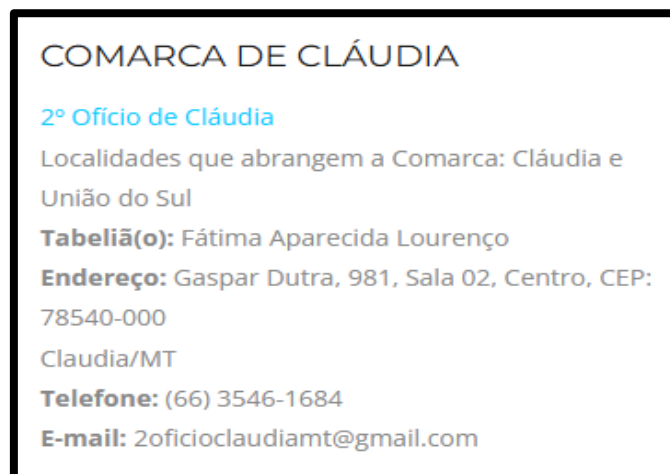 COMARCA DE CLÁUDIA
2º Ofício de Cláudia
Localidades que abrangem a Comarca: Cláudia e
União do Sul
Tabeliã(o): Fátima Aparecida Lourenço
Endereço: Gaspar Dutra, 981, Sala 02, Centro, CEP:
78540-000
Claudia/MT
Telefone: (66) 3546-1684
E-mail: 2oficioclaudiamt@gmail.com